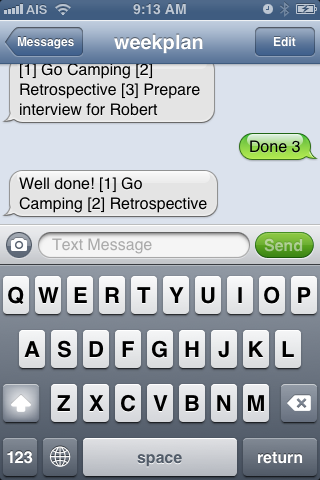 AIS 9:13 AM
Messages weekplan Edit
[1] Go Camping [2]
Retrospective [3] Prepare
interview for Robert
Done 3
Well done! [1] Go
Camping [2] Retrospective
Text Message Send
Q W E R T Y U I O P
A S D F G H J K L
Z X C V B N M
123 space return